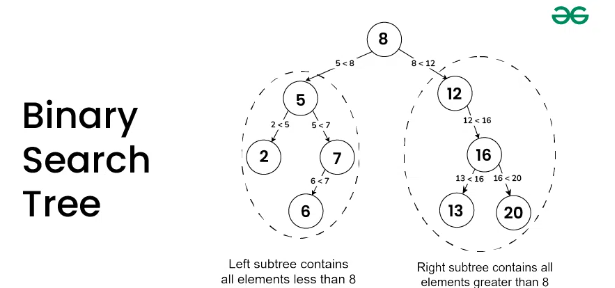 Binary
Search
Tree
8
5 < 8
8 < 12
5
12
2 < 5
5 < 7
12 < 16
2
7
16
6 < 7
13 < 16
16 < 20
6
13
20
Left subtree contains
all elements less than 8
Right subtree contains all
elements greater than 8